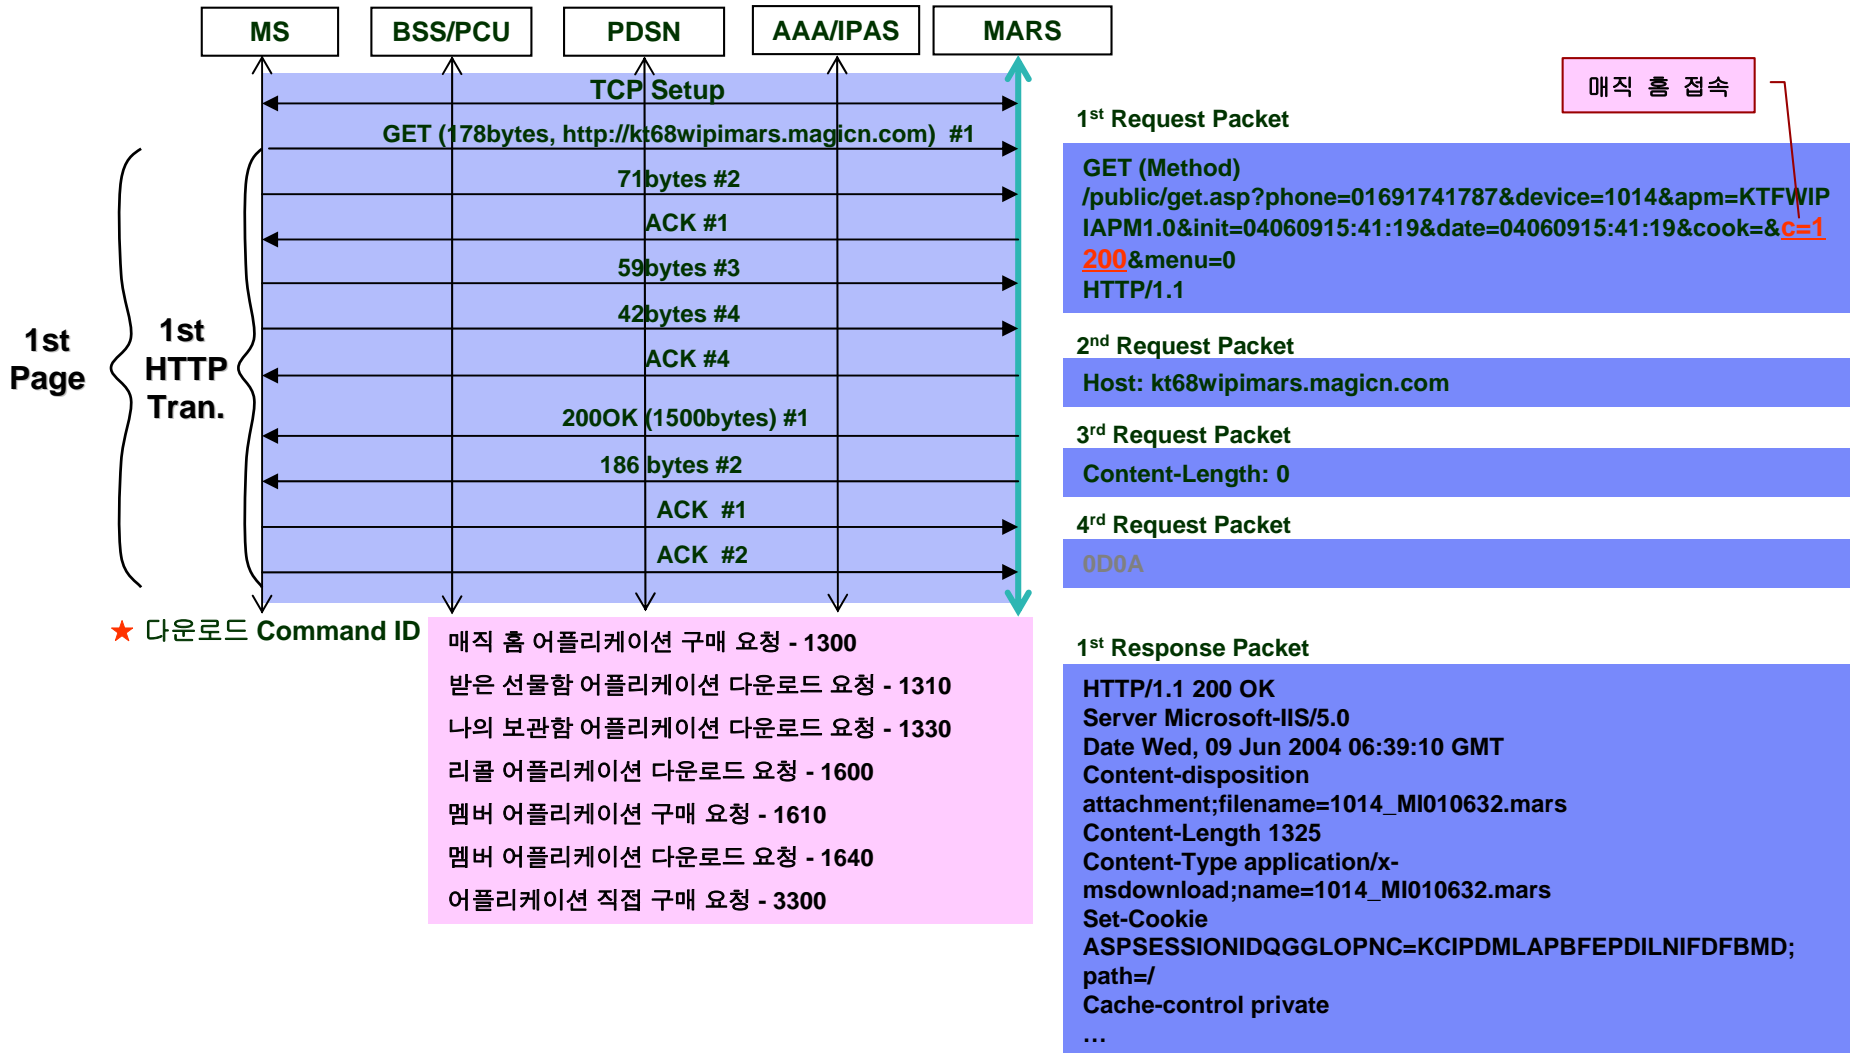 MS
BSS/PCU
PDSN
AAA/IPAS
MARS
TCP Setup
GET (178bytes, http://kt68wipimars.magicn.com) #1
71bytes #2
ACK #1
59bytes #3
42bytes #4
ACK #4
200OK (1500bytes) #1
186 bytes #2
ACK #1
ACK #2
1st
Page
1st
HTTP
Tran.
★ 다운로드 Command ID
매직 홈 어플리케이션 구매 요청 - 1300
받은 선물함 어플리케이션 다운로드 요청 - 1310
나의 보관함 어플리케이션 다운로드 요청 - 1330
리콜 어플리케이션 다운로드 요청 - 1600
멤버 어플리케이션 구매 요청 - 1610
멤버 어플리케이션 다운로드 요청 - 1640
어플리케이션 직접 구매 요청 - 3300
매직 홈 접속
1st Request Packet
GET (Method)
/public/get.asp?phone=01691741787&device=1014&apm=KTFWIP
IAPM1.0&init=04060915:41:19&date=04060915:41:19&cook=&c=1
200&menu=0
HTTP/1.1
2nd Request Packet
Host: kt68wipimars.magicn.com
3rd Request Packet
Content-Length: 0
4rd Request Packet
0D0A
1st Response Packet
HTTP/1.1 200 OK
Server Microsoft-IIS/5.0
Date Wed, 09 Jun 2004 06:39:10 GMT
Content-disposition
attachment;filename=1014_MI010632.mars
Content-Length 1325
Content-Type application/x-
msdownload;name=1014_MI010632.mars
Set-Cookie
ASPSESSIONIDQGGLOPNC=KCIPDMLAPBFEPDILNIFDFBMD;
path=/
Cache-control private
…